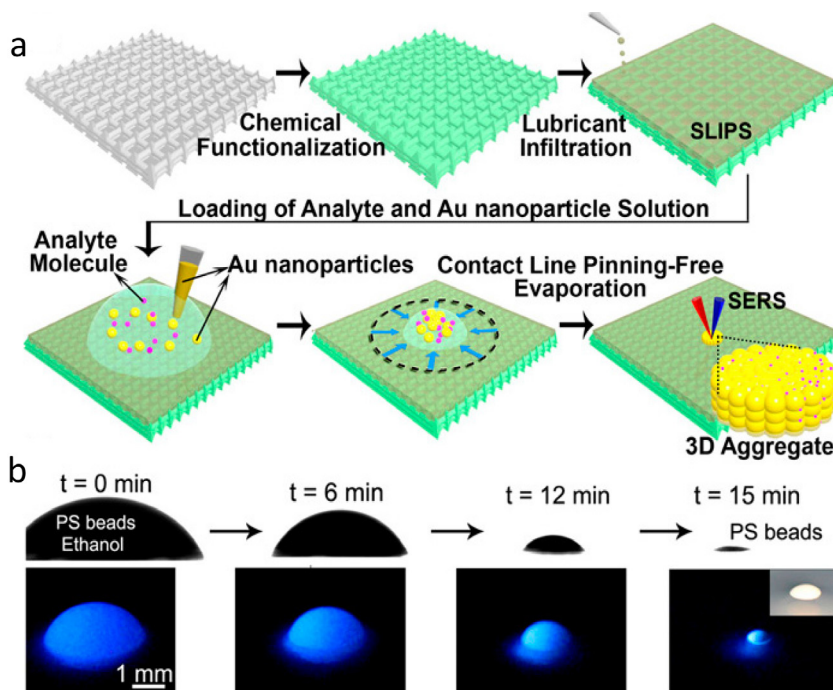 a
Chemical
Functionalization
Lubricant
Infiltration
SLIPS
Loading of Analyte and Au nanoparticle Solution
Analyte
Molecule
Au nanoparticles
Contact Line Pinning-Free
Evaporation
SERS
3D Aggregate
b
t = 0 min
t = 6 min
t = 12 min
t = 15 min
PS beads
Ethanol
PS beads
1 mm